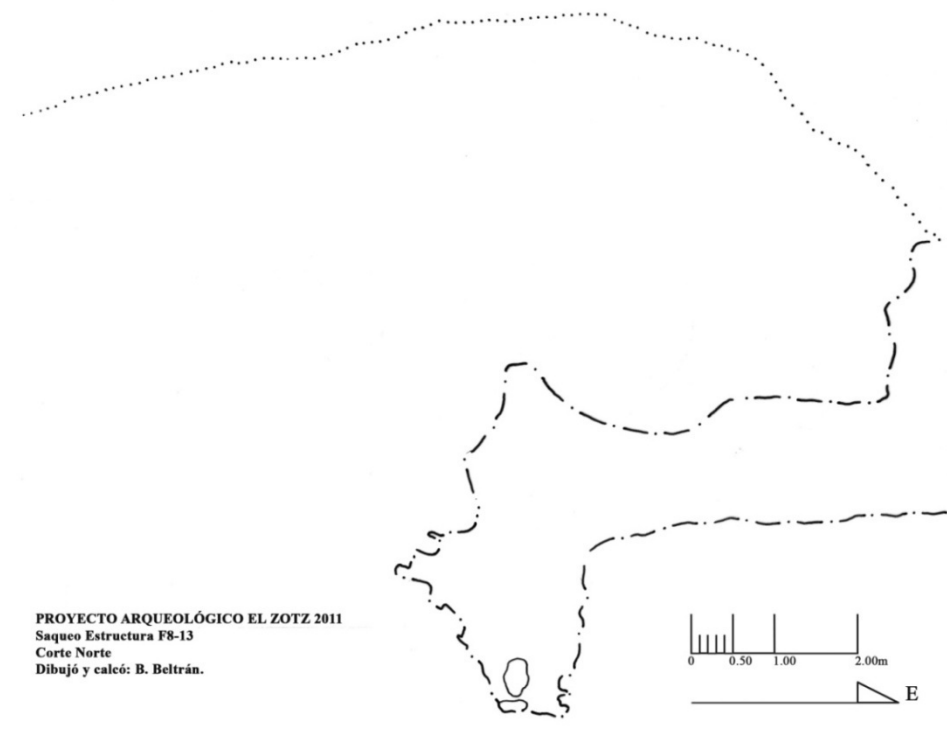 PROYECTO ARQUEOLÓGICO EL ZOTZ 2011
Saqueo Estructura F8-13
Corte Norte
Dibujó y calcó: B. Beltrán.
0 0.50 1.00 2.00m
E